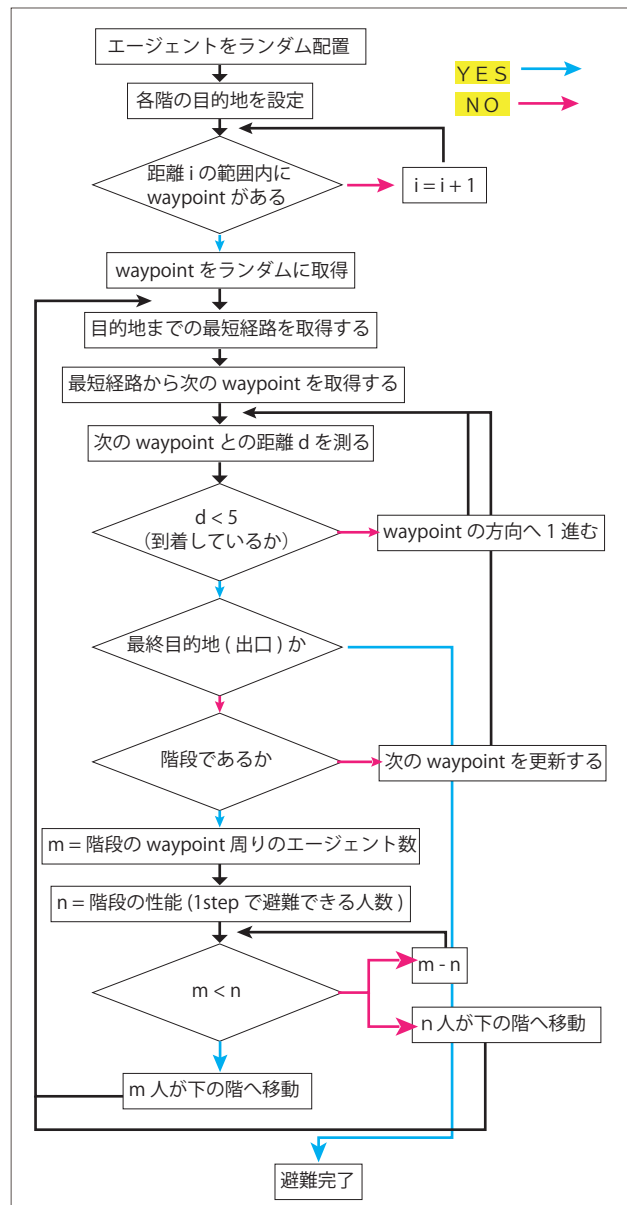 エージェントをランダム配置
YES
NO
各階の目的地を設定
距離 i の範囲内に
waypoint がある
i = i + 1
waypoint をランダムに取得
目的地までの最短経路を取得する
最短経路から次の waypoint を取得する
次の waypoint との距離 d を測る
d < 5
（到着しているか）
waypoint の方向へ 1 進む
最終目的地 ( 出口 ) か
階段であるか
次の waypoint を更新する
m = 階段の waypoint 周りのエージェント数
n = 階段の性能 (1step で避難できる人数 )
m < n
m - n
n 人が下の階へ移動
m 人が下の階へ移動
避難完了